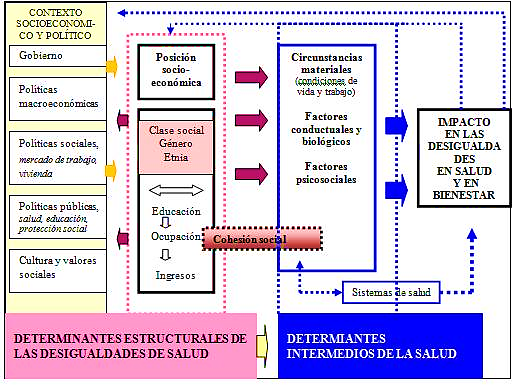 CONTEXTO
SOCIOECONOMI-
CO Y POLÍTICO
Gobierno
Políticas
macroeconómicas
Políticas sociales,
mercado de trabajo,
vivienda
Políticas públicas,
salud, educación,
protección social
Cultura y valores
sociales
Posición
socio-
económica
Clase social
Género
Etnia
Educación
Ocupación
Ingresos
Cohesión social
Circunstancias
materiales
(condiciones de
vida y trabajo)
Factores
conductuales y
biológicos
Factores
psicosociales
Sistemas de salud
IMPACTO
EN LAS
DESIGUALDA
DES
EN SALUD
Y EN
BIENESTAR
DETERMINANTES ESTRUCTURALES DE
LAS DESIGUALDADES DE SALUD
DETERMIANTES
INTERMEDIOS DE LA SALUD